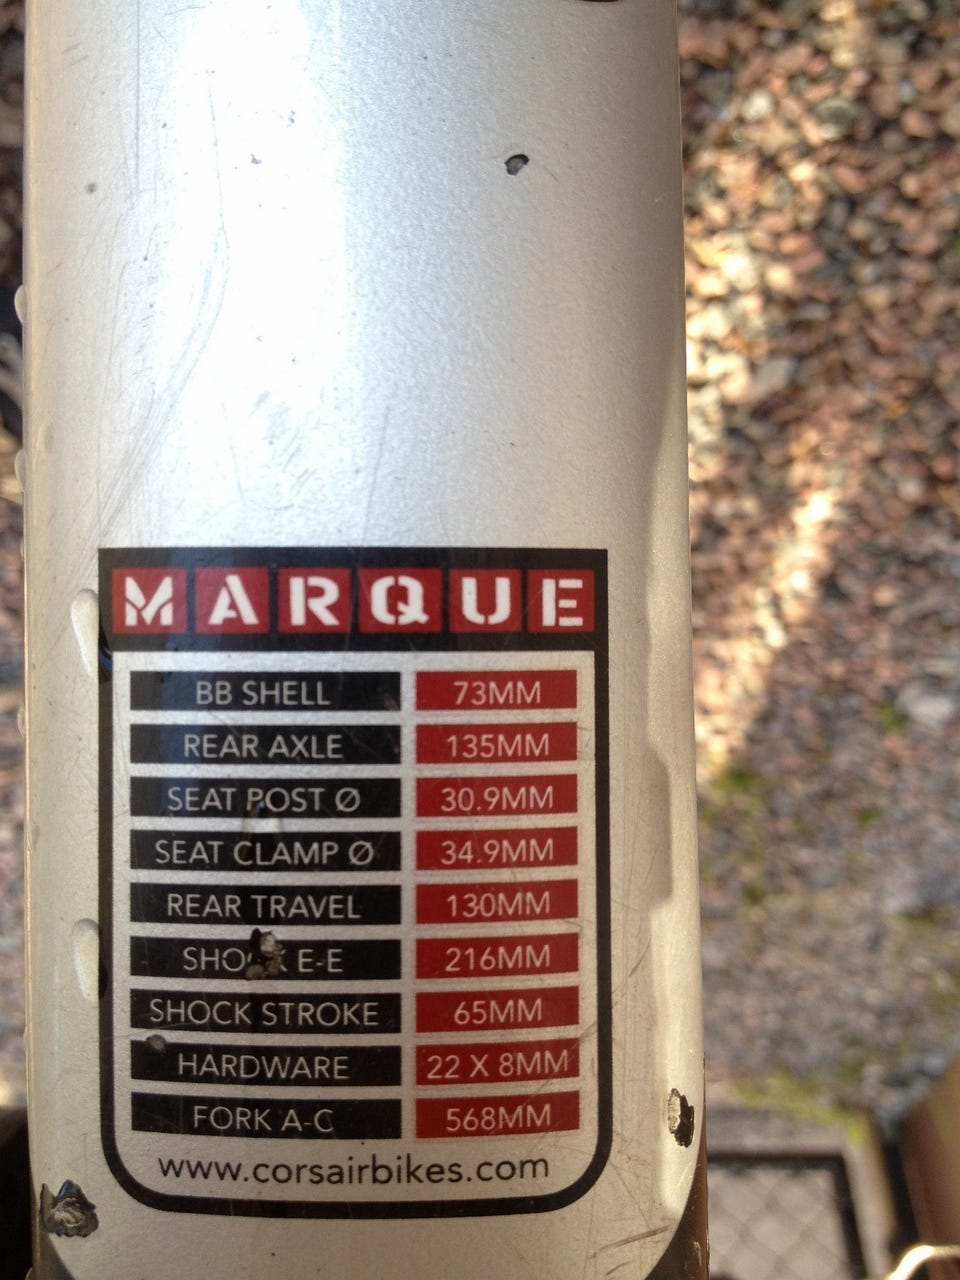 MARQUE
BB SHELL 73MM
REAR AXLE 135MM
SEAT POST Ø 30.9MM
SEAT CLAMP Ø 34.9MM
REAR TRAVEL 130MM
SHOCK E-E 216MM
SHOCK STROKE 65MM
HARDWARE 22 X 8MM
FORK A-C 568MM
www.corsairbikes.com